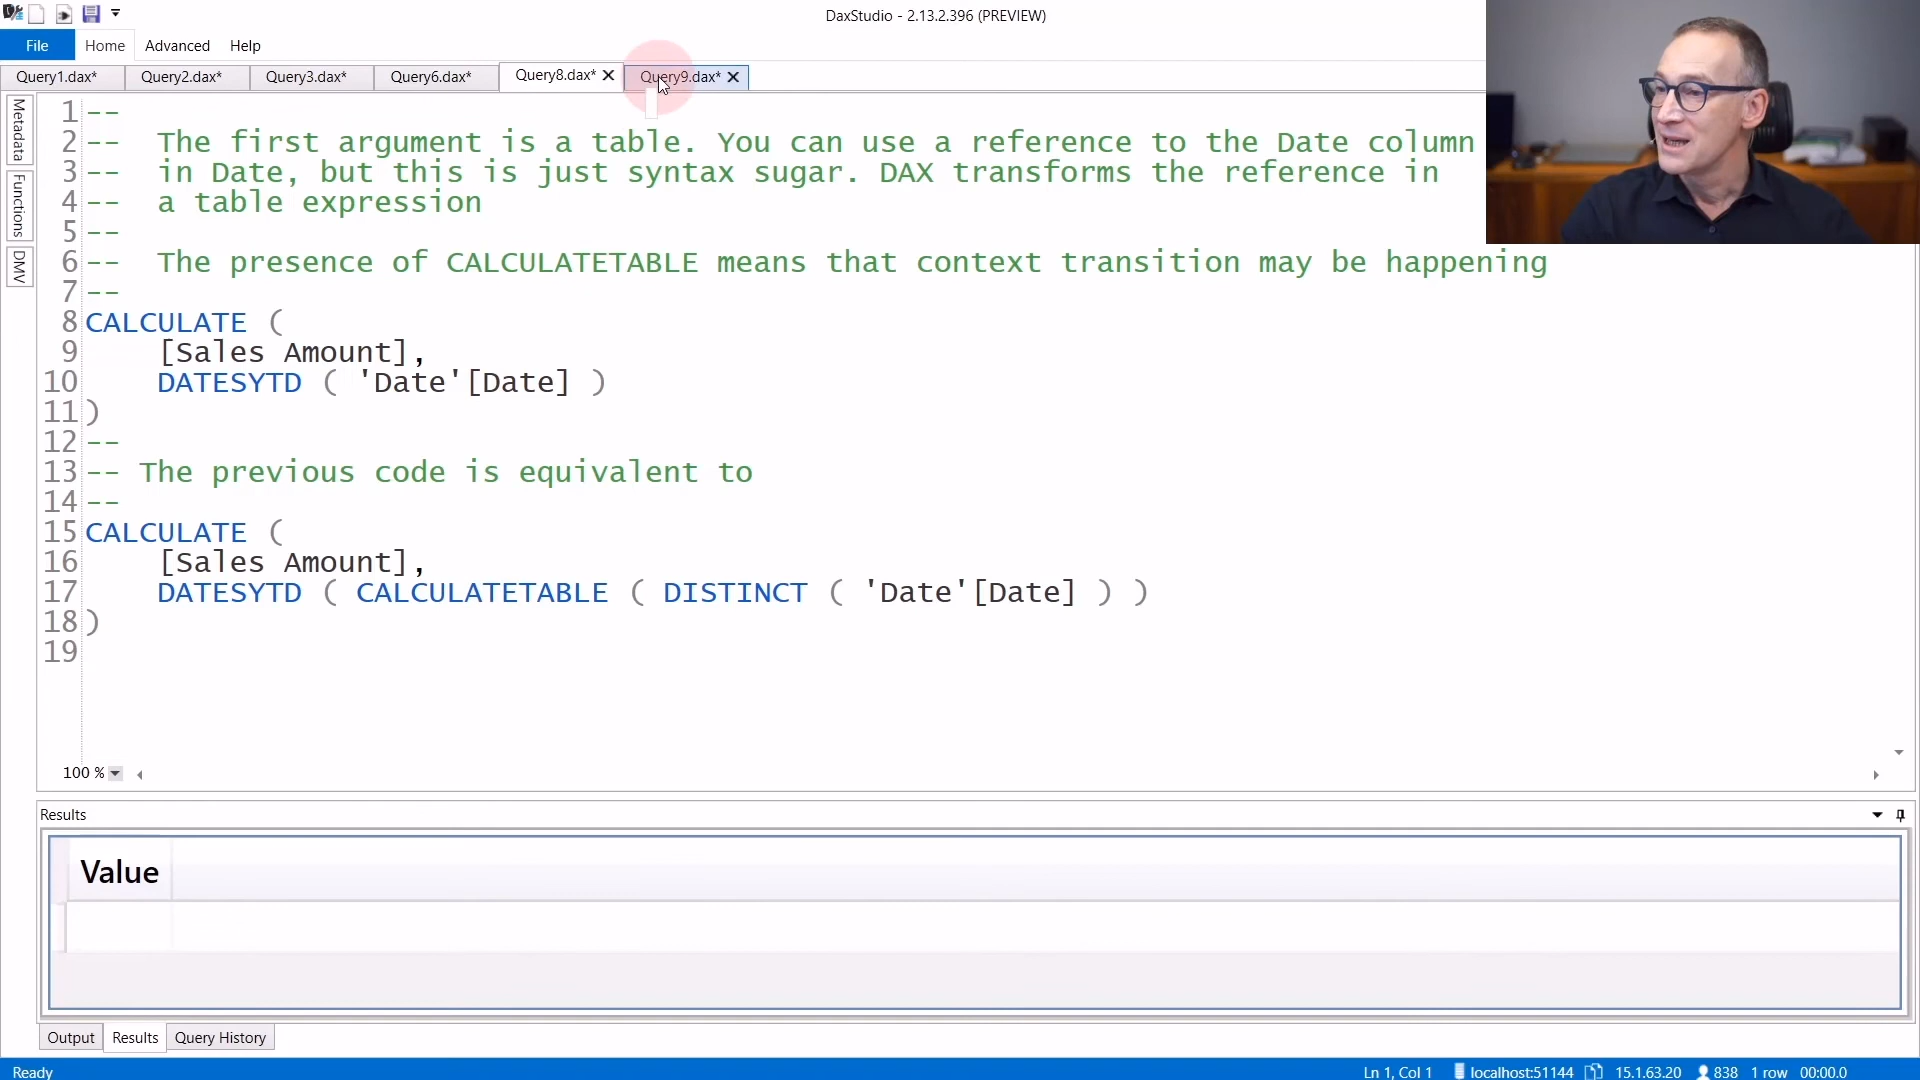 DaxStudio - 2.13.2.396 (PREVIEW)
File Home Advanced Help
Query1.dax* Query2.dax* Query3.dax* Query6.dax* Query8.dax* Query9.dax*
Metadata
Functions
DMV
1 --
2 -- The first argument is a table. You can use a reference to the Date column
3 -- in Date, but this is just syntax sugar. DAX transforms the reference in
4 -- a table expression
5 --
6 -- The presence of CALCULATETABLE means that context transition may be happening
7 --
8 CALCULATE (
9 [Sales Amount],
10 DATESYTD ( 'Date'[Date] )
11 )
12 --
13 -- The previous code is equivalent to
14 --
15 CALCULATE (
16 [Sales Amount],
17 DATESYTD ( CALCULATETABLE ( DISTINCT ( 'Date'[Date] ) )
18 )
19
100 %
Results
Value
Output Results Query History
Ready Ln 1, Col 1 localhost:51144 15.1.63.20 838 1 row 00:00.0